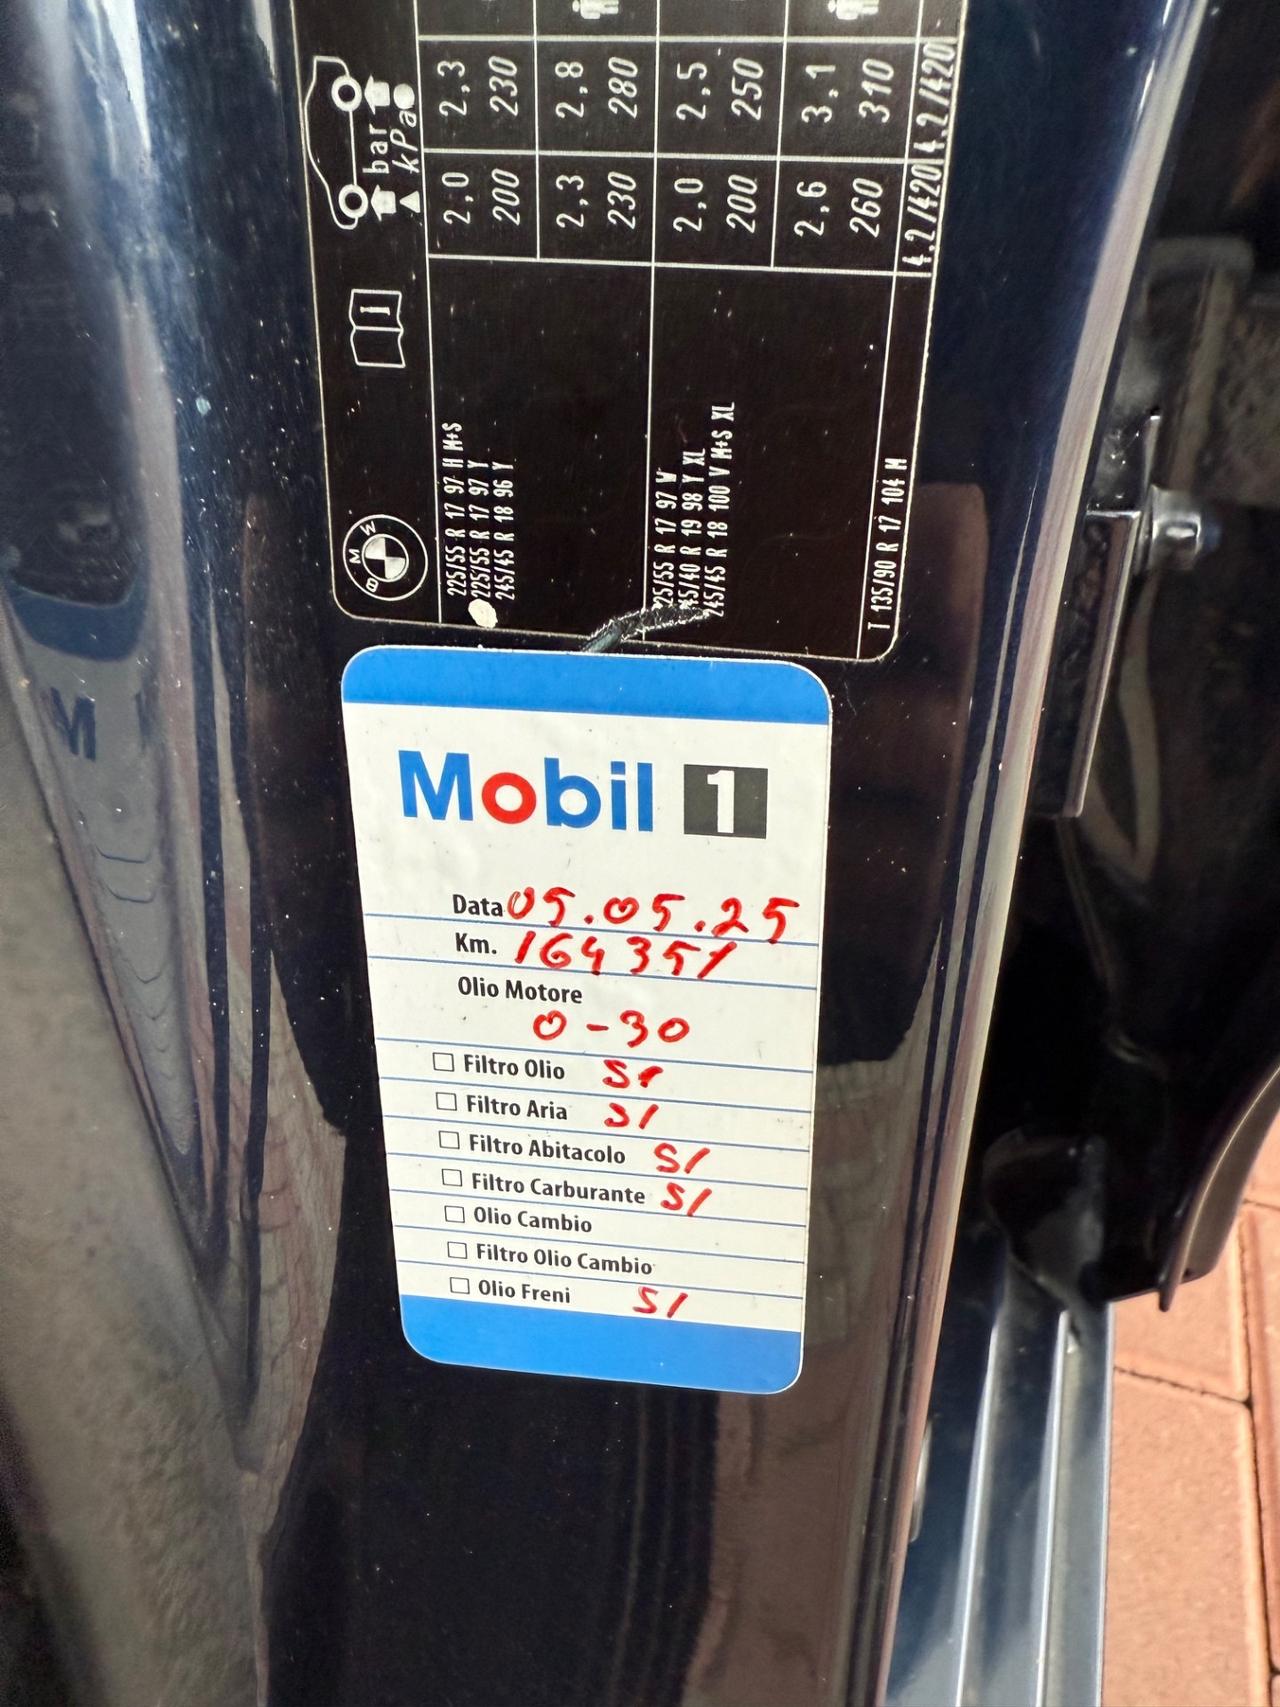 bar
kPa
225/55 R 17 97 H M+S
225/55 R 17 97 Y
245/45 R 18 96 Y
2,0 2,3
200 230
2,3 2,8
230 280
25/55 R 17 97 W
45/40 R 19 98 Y XL
245/45 R 18 100 V M+S XL
2,0 2,5
200 250
2,6 3,1
260 310
T 135/90 R 17 104 M
4.2/420 4.2/420
BMW
Mobil 1
Data 05.05.25
Km. 164351
Olio Motore
0-30
Filtro Olio SI
Filtro Aria SI
Filtro Abitacolo SI
Filtro Carburante SI
Olio Cambio
Filtro Olio Cambio
Olio Freni SI